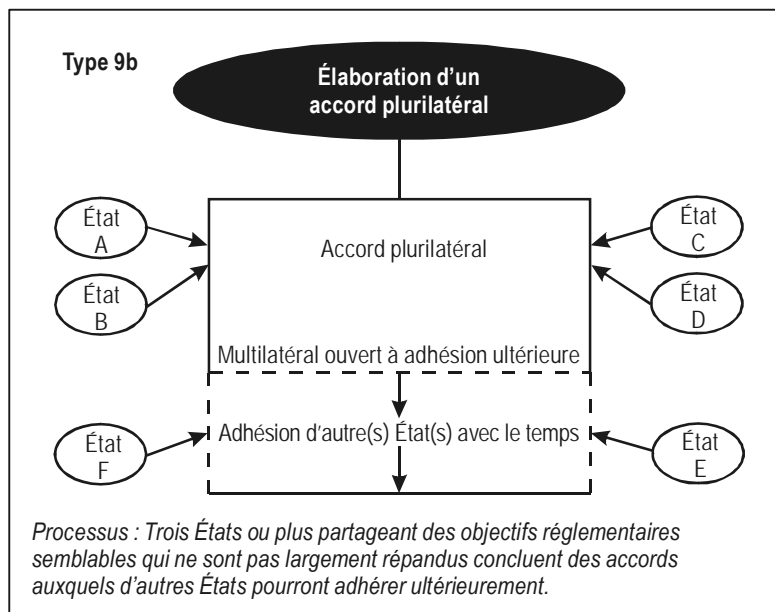 Type 9b
Élaboration d'un
accord plurilatéral
État
A
État
B
Accord plurilatéral
État
C
État
D
Multilatéral ouvert à adhésion ultérieure
État
F
Adhésion d'autre(s) État(s) avec le temps
État
E
Processus : Trois États ou plus partageant des objectifs réglementaires
semblables qui ne sont pas largement répandus concluent des accords
auxquels d'autres États pourront adhérer ultérieurement.